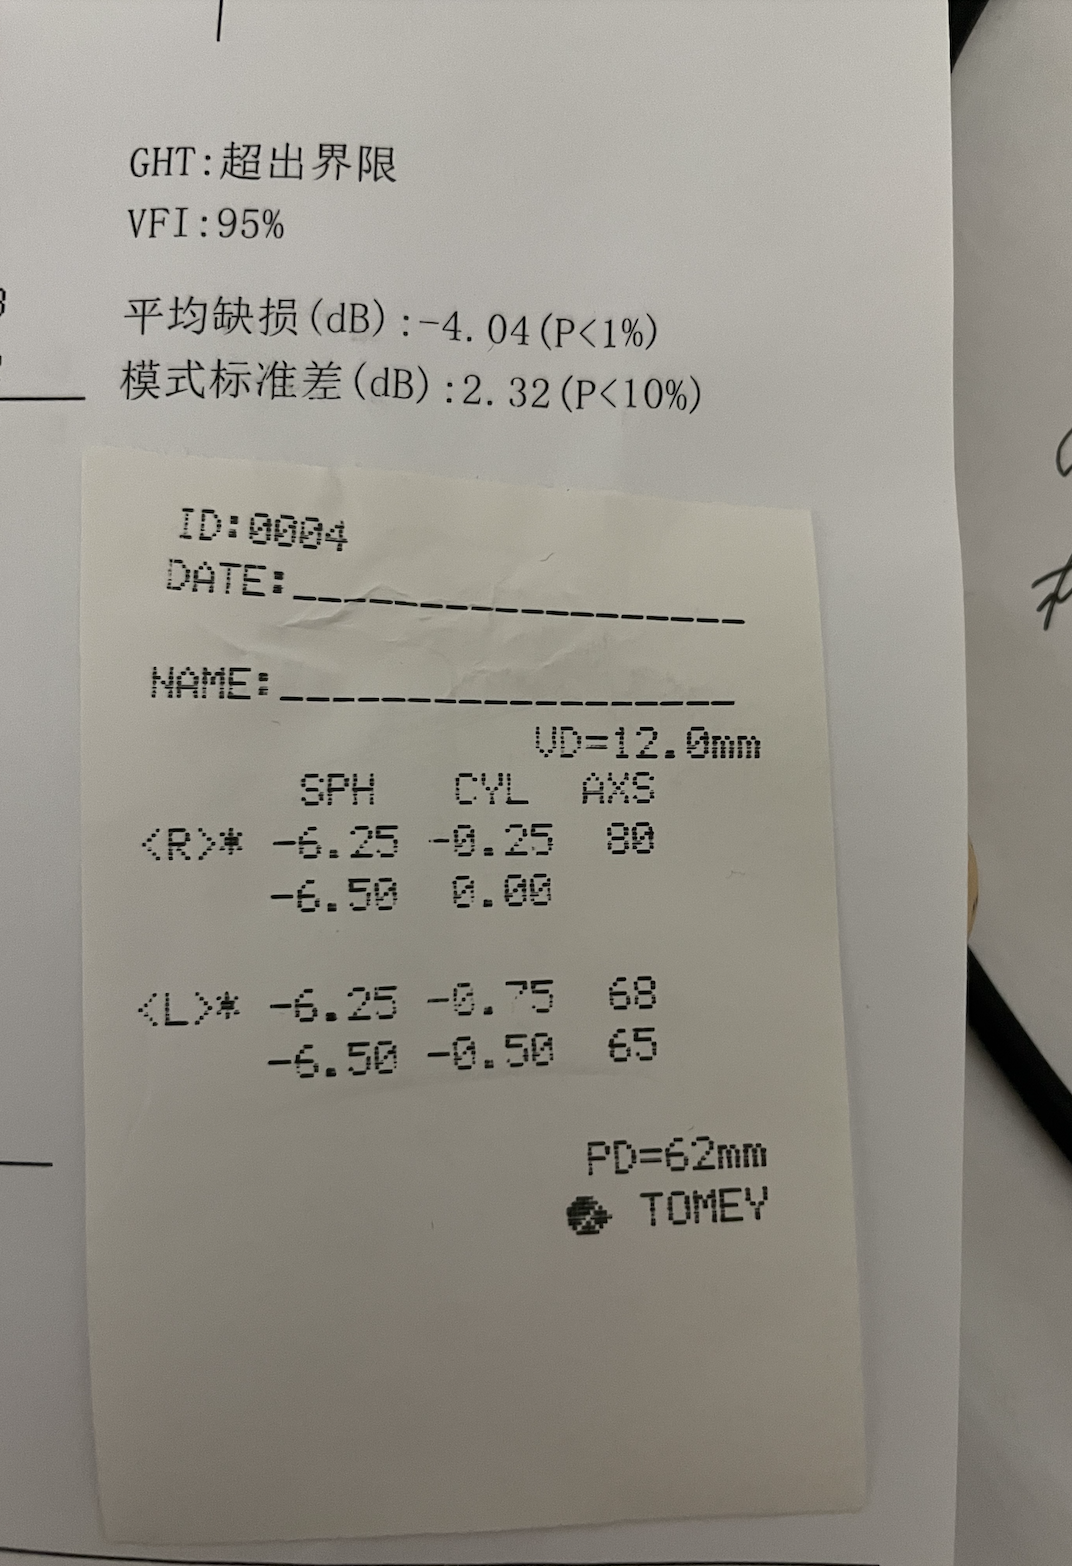 GHT:超出界限
VFI:95%
平均缺损(dB):-4.04(P<1%)
模式标准差(dB):2.32(P<10%)
ID:0004
DATE:__________________
NAME:__________________
VD=12.0mm
SPH CYL AXS
<R>* -6.25 -0.25 80
-6.50 0.00
<L>* -6.25 -0.75 68
-6.50 -0.50 65
PD=62mm
TOMEY